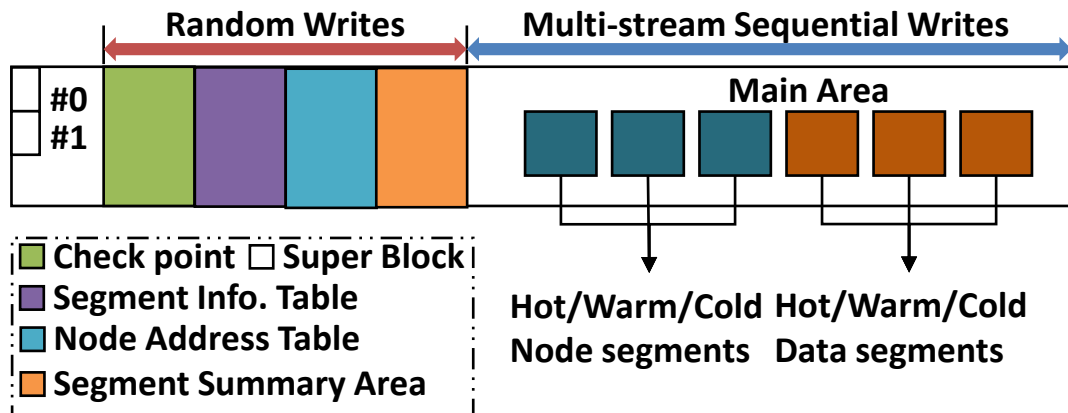 Random Writes
Multi-stream Sequential Writes
#0
#1
Main Area
Check point
Super Block
Segment Info. Table
Node Address Table
Segment Summary Area
Hot/Warm/Cold
Node segments
Hot/Warm/Cold
Data segments